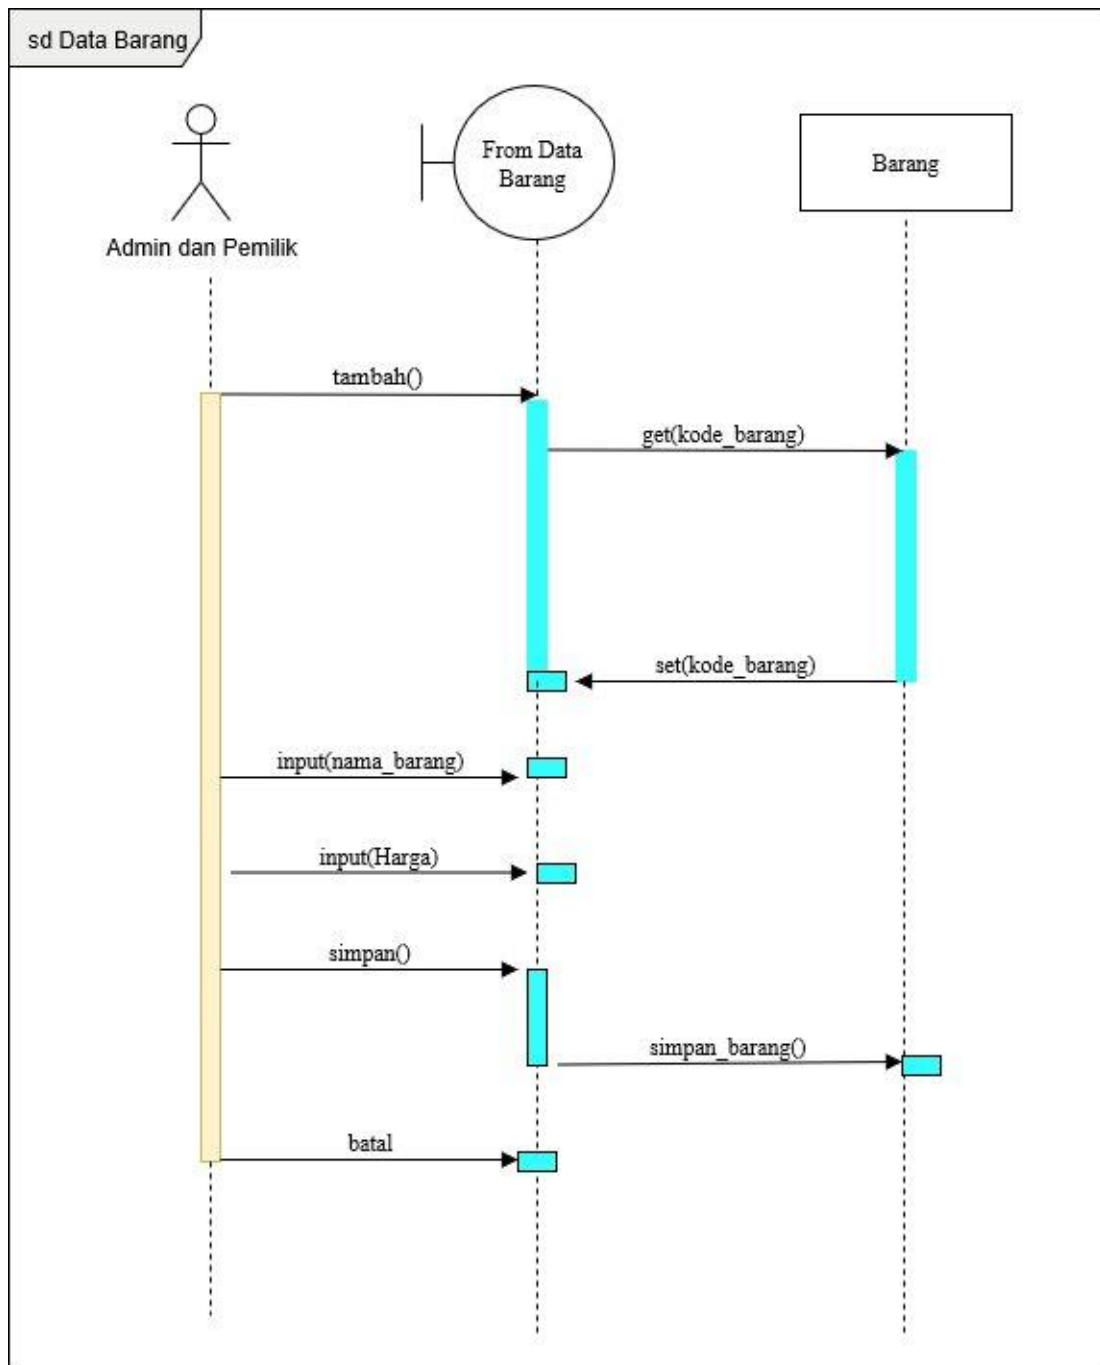 sd Data Barang
From Data
Barang
Barang
Admin dan Pemilik
tambah()
get(kode_barang)
set(kode_barang)
input(nama_barang)
input(Harga)
simpan()
simpan_barang()
batal